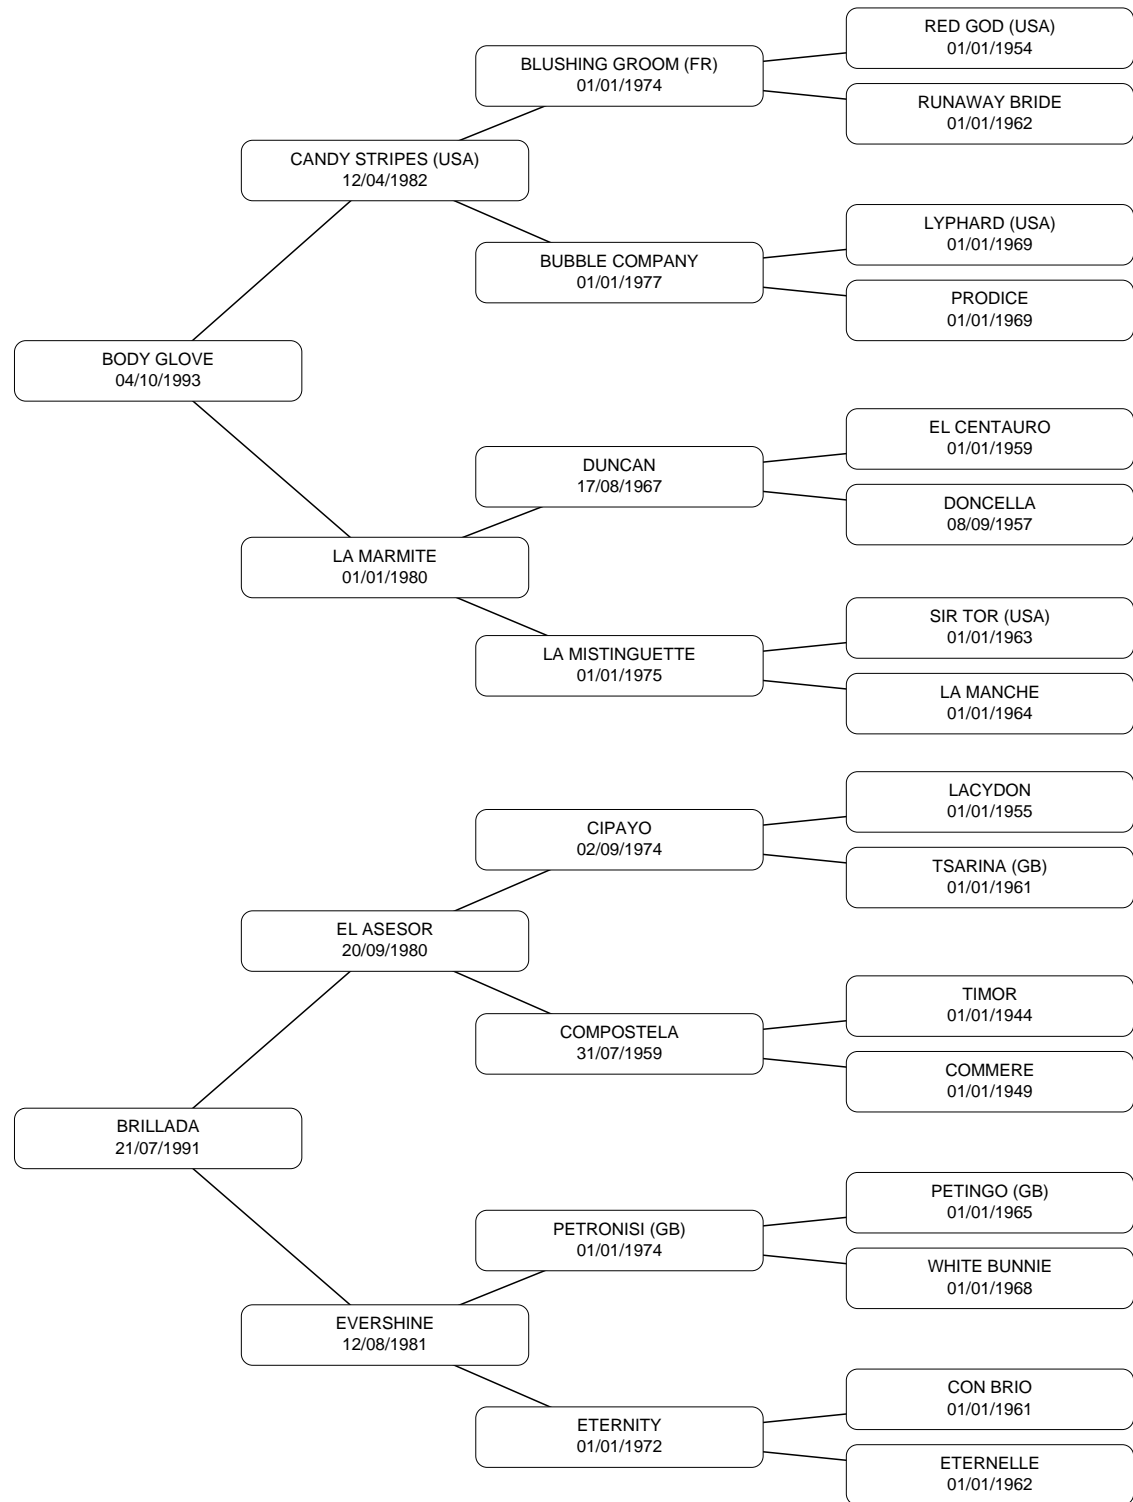 RED GOD (USA)
01/01/1954
BLUSHING GROOM (FR)
01/01/1974
RUNAWAY BRIDE
01/01/1962
CANDY STRIPES (USA)
12/04/1982
LYPHARD (USA)
01/01/1969
BUBBLE COMPANY
01/01/1977
PRODICE
01/01/1969
BODY GLOVE
04/10/1993
EL CENTAURO
01/01/1959
DUNCAN
17/08/1967
DONCELLA
08/09/1957
LA MARMITE
01/01/1980
SIR TOR (USA)
01/01/1963
LA MISTINGUETTE
01/01/1975
LA MANCHE
01/01/1964
LACYDON
01/01/1955
CIPAYO
02/09/1974
TSARINA (GB)
01/01/1961
EL ASESOR
20/09/1980
TIMOR
01/01/1944
COMPOSTELA
31/07/1959
COMMERE
01/01/1949
BRILLADA
21/07/1991
PETINGO (GB)
01/01/1965
PETRONISI (GB)
01/01/1974
WHITE BUNNIE
01/01/1968
EVERSHINE
12/08/1981
CON BRIO
01/01/1961
ETERNITY
01/01/1972
ETERNELLE
01/01/1962